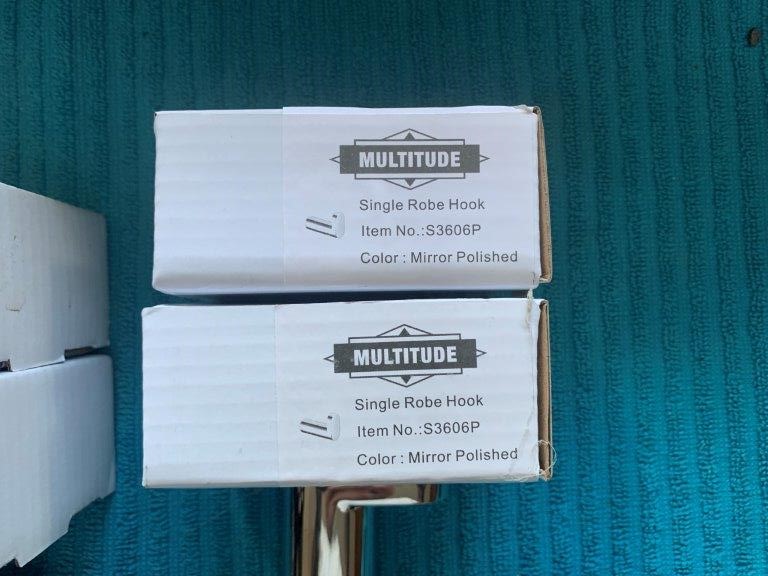 MULTITUDE
Single Robe Hook
Item No.:S3606P
Color : Mirror Polished
MULTITUDE
Single Robe Hook
Item No.:S3606P
Color : Mirror Polished